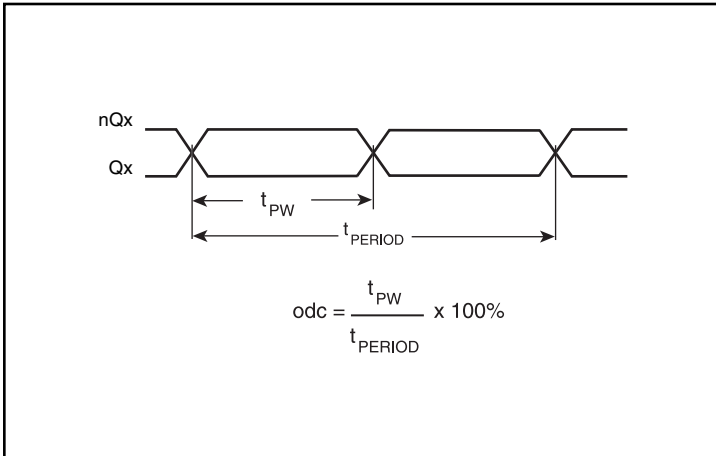 nQx
Qx
tPW
tPERIOD
odc = tPW / tPERIOD x 100%